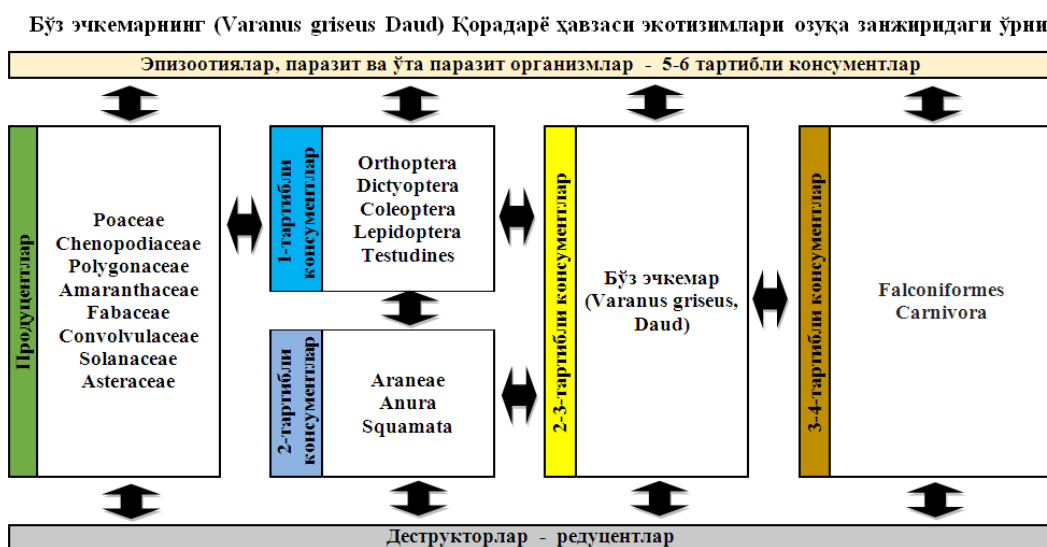 Бўз эчкемарнинг (Varanus griseus Daud) Қорадарё ҳавзаси экотизимлари озуқа занжиридаги ўрни
Эпизоотиялар, паразит ва ўта паразит организмлар - 5-6 тартибли консументлар
Продуцентлар
Poaceae
Chenopodiaceae
Polygonaceae
Amaranthaceae
Fabaceae
Convolvulaceae
Solanaceae
Asteraceae
1-тартибли
консументлар
Orthoptera
Dictyoptera
Coleoptera
Lepidoptera
Testudines
2-тартибли
консументлар
Araneae
Anura
Squamata
2-3-тартибли консументлар
Бўз эчкемар
(Varanus griseus,
Daud)
3-4-тартибли консументлар
Falconiformes
Carnivora
Деструкторлар - редуцентлар